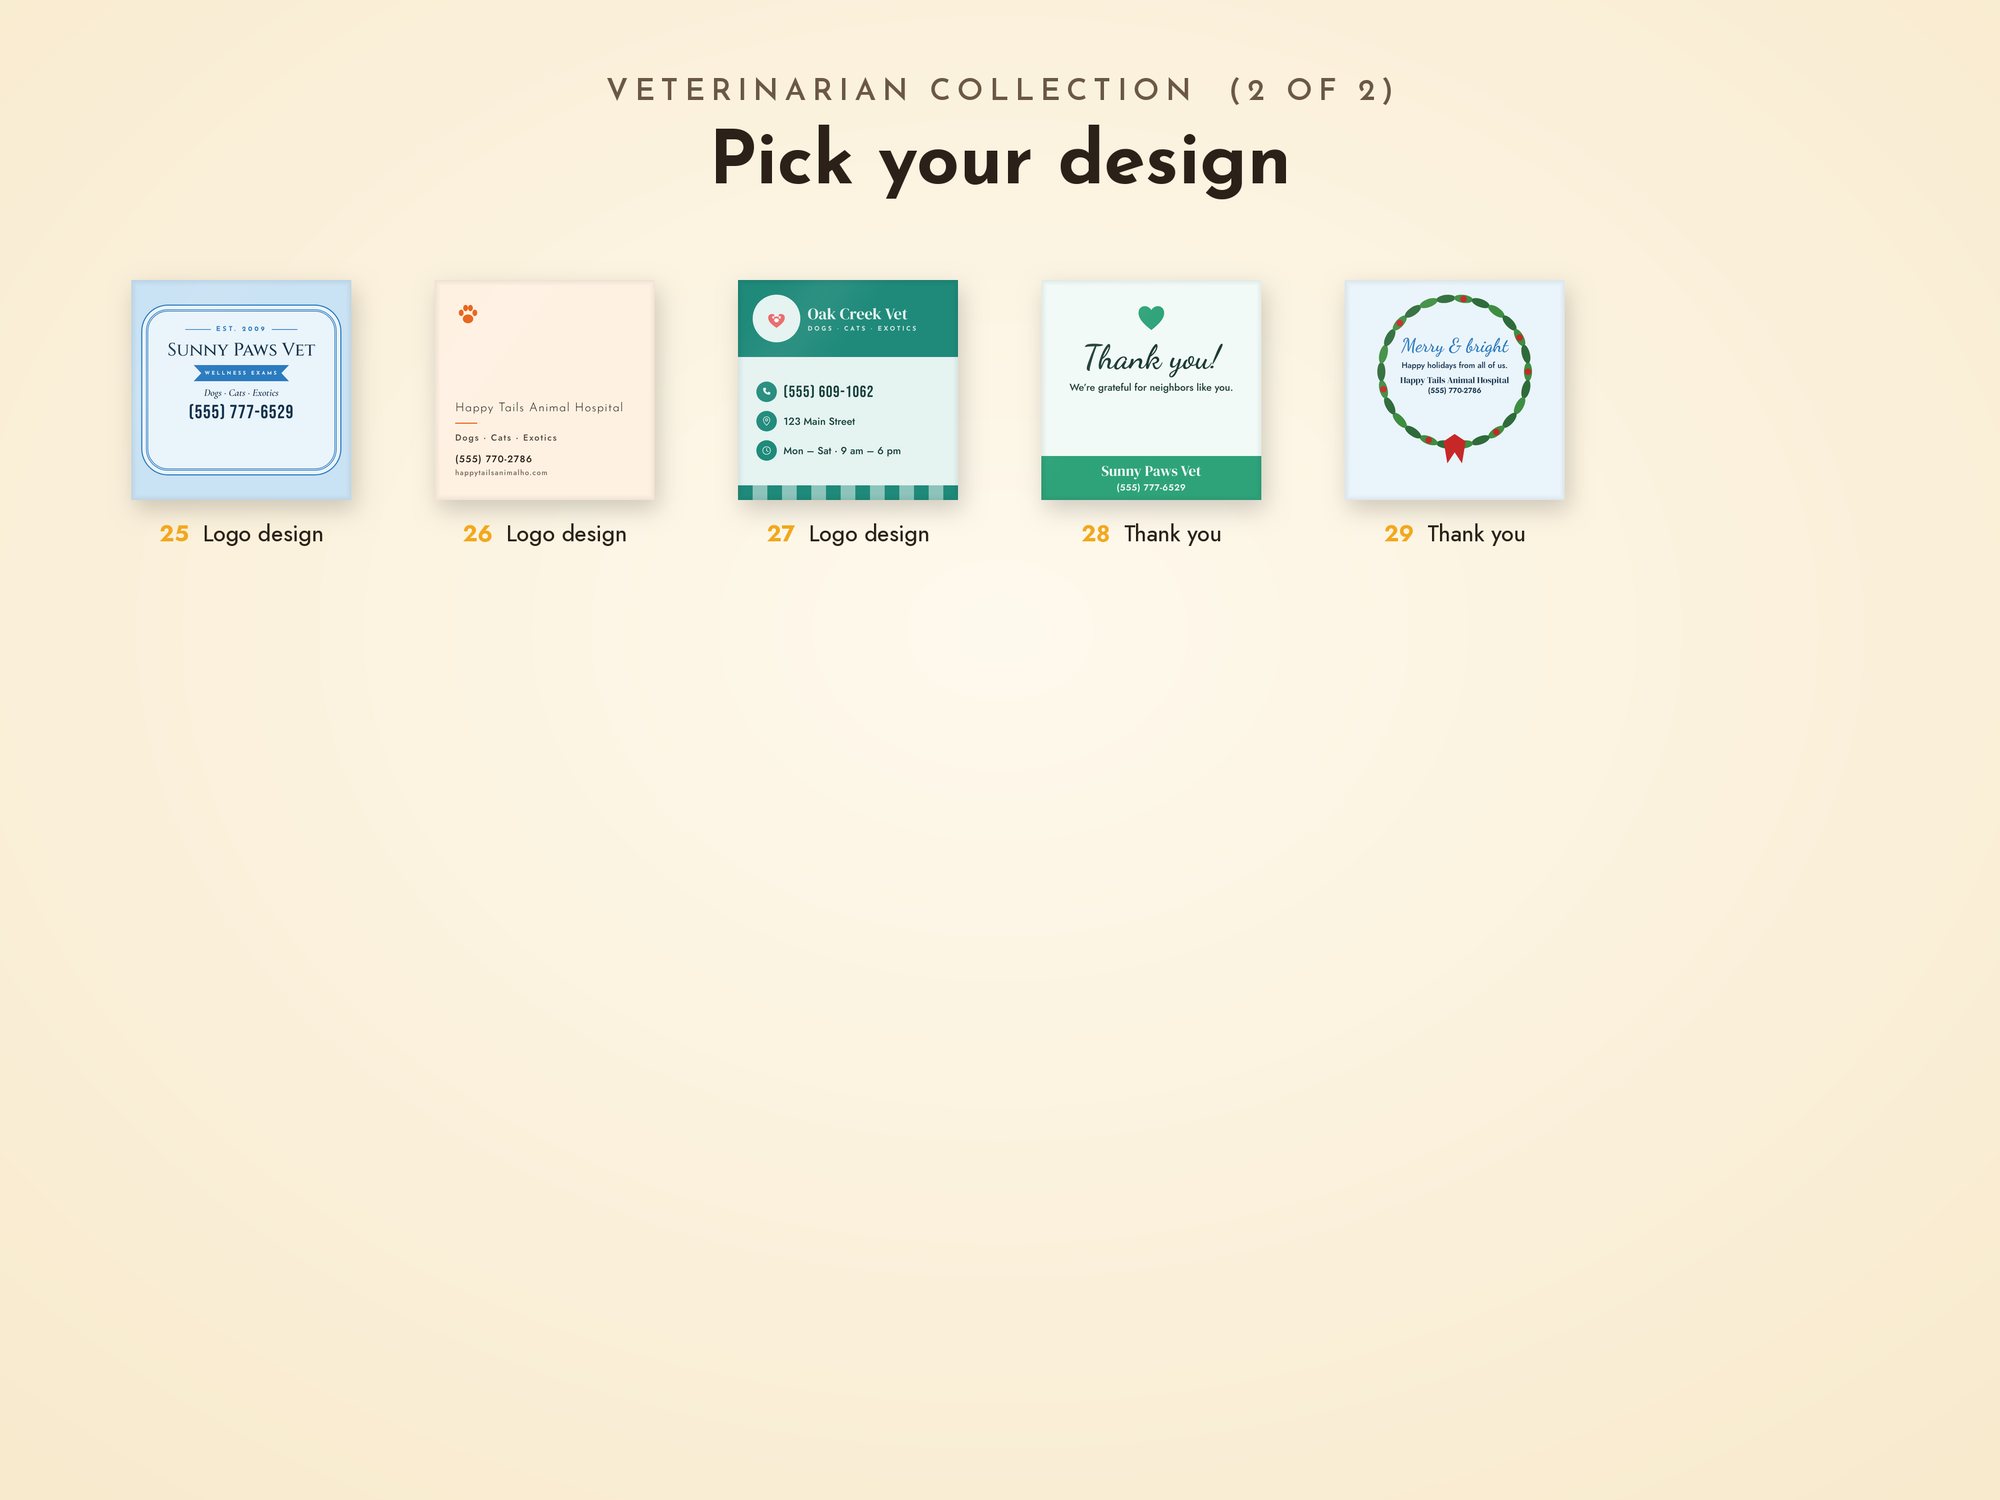 VETERINARIAN COLLECTION (2 OF 2)
Pick your design
EST. 2009
SUNNY PAWS VET
WELLNESS EXAMS
Dogs · Cats · Exotics
(555) 777-6529
25 Logo design
Happy Tails Animal Hospital
Dogs · Cats · Exotics
(555) 770-2786
happytailsanimalho.com
26 Logo design
Oak Creek Vet
DOGS · CATS · EXOTICS
(555) 609-1062
123 Main Street
Mon – Sat · 9 am – 6 pm
27 Logo design
Thank you!
We're grateful for neighbors like you.
Sunny Paws Vet
(555) 777-6529
28 Thank you
Merry & bright
Happy holidays from all of us.
Happy Tails Animal Hospital
(555) 770-2786
29 Thank you